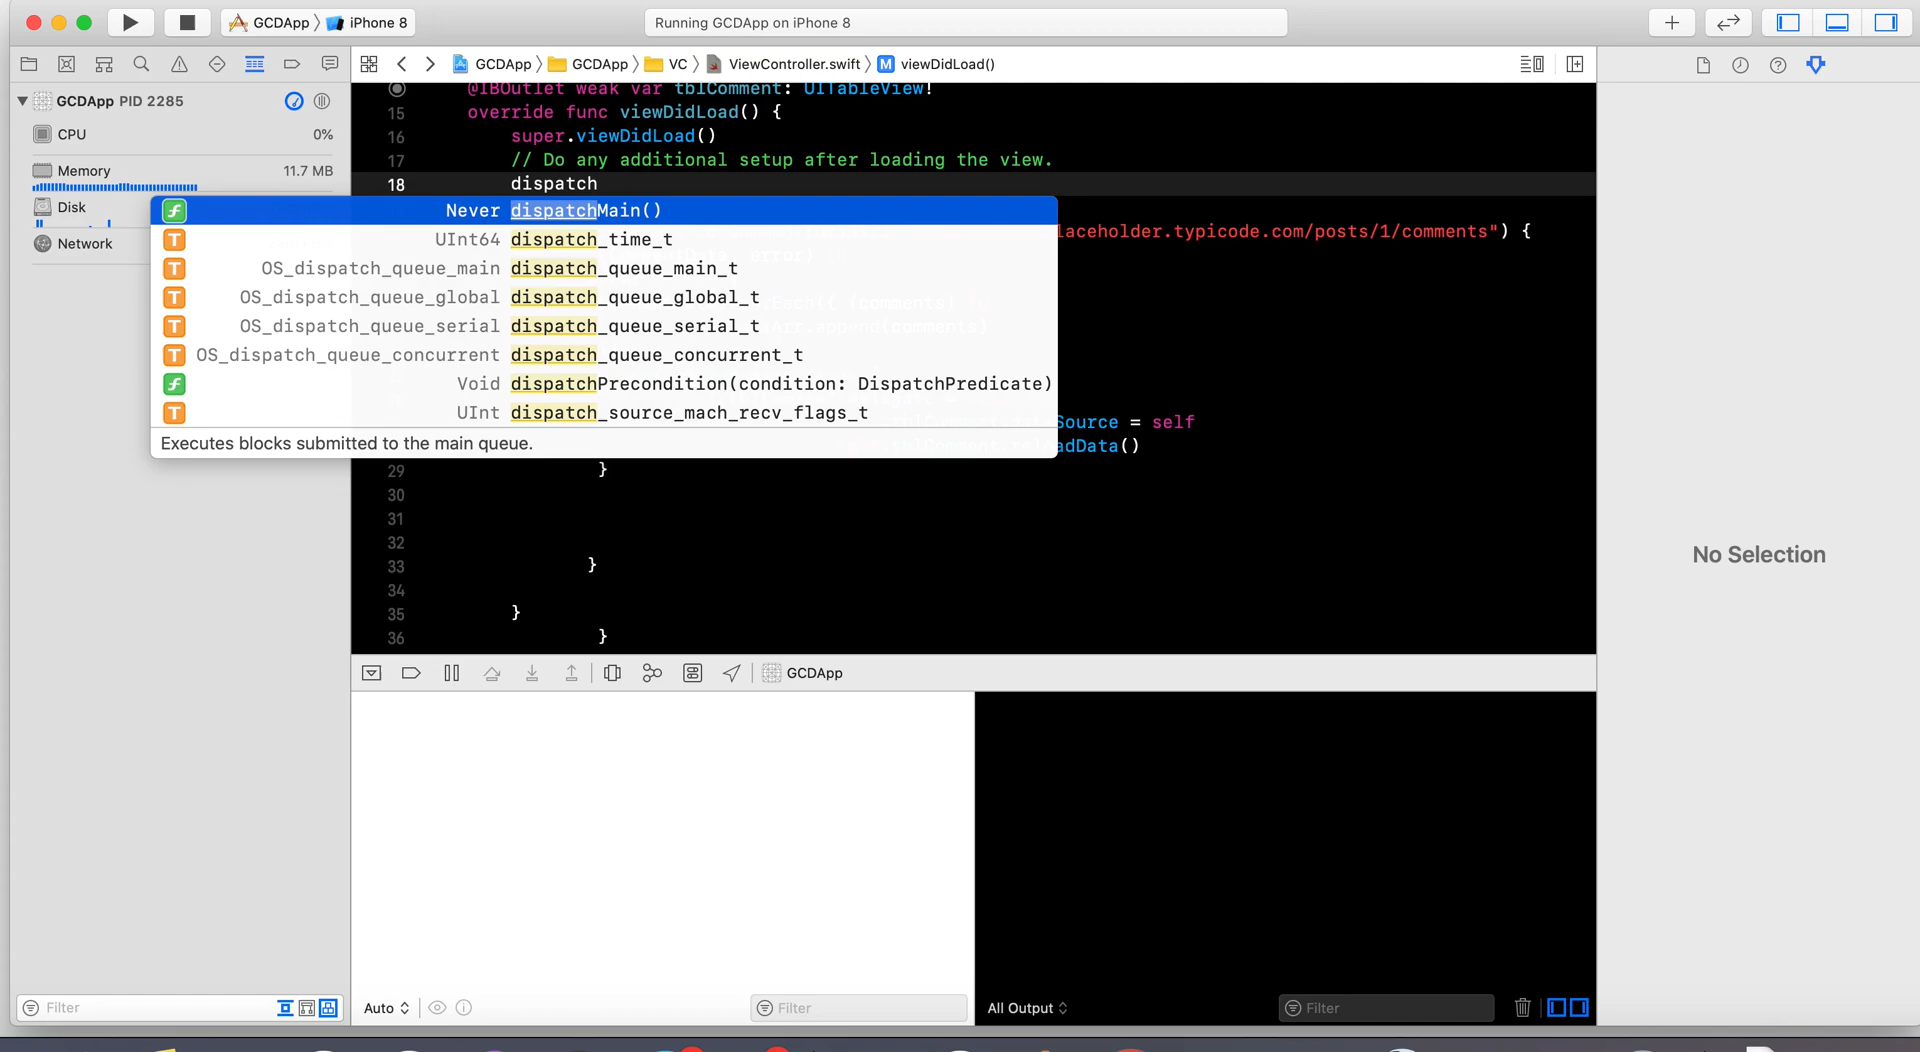 GCDApp 〉 iPhone 8
Running GCDApp on iPhone 8
GCDApp 〉 GCDApp 〉 VC 〉 ViewController.swift 〉 M viewDidLoad()
GCDApp PID 2285
CPU 0%
Memory 11.7 MB
Disk
Network
@IBOutlet weak var tblComment: UITableView!
15 override func viewDidLoad() {
16 super.viewDidLoad()
17 // Do any additional setup after loading the view.
18 dispatch
f Never dispatchMain()
T UInt64 dispatch_time_t
T OS_dispatch_queue_main dispatch_queue_main_t
T OS_dispatch_queue_global dispatch_queue_global_t
T OS_dispatch_queue_serial dispatch_queue_serial_t
T OS_dispatch_queue_concurrent dispatch_queue_concurrent_t
f Void dispatchPrecondition(condition: DispatchPredicate)
T UInt dispatch_source_mach_recv_flags_t
Executes blocks submitted to the main queue.
laceholder.typicode.com/posts/1/comments") {
Source = self
adData()
29 }
30
31
32
33 }
34
35 }
36 }
GCDApp
No Selection
Filter
Auto
Filter
All Output
Filter